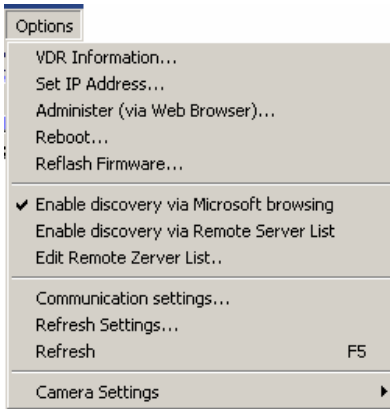 Options
VDR Information...
Set IP Address...
Administer (via Web Browser)...
Reboot...
Reflash Firmware...
Enable discovery via Microsoft browsing
Enable discovery via Remote Server List
Edit Remote Zerver List..
Communication settings...
Refresh Settings...
Refresh F5
Camera Settings